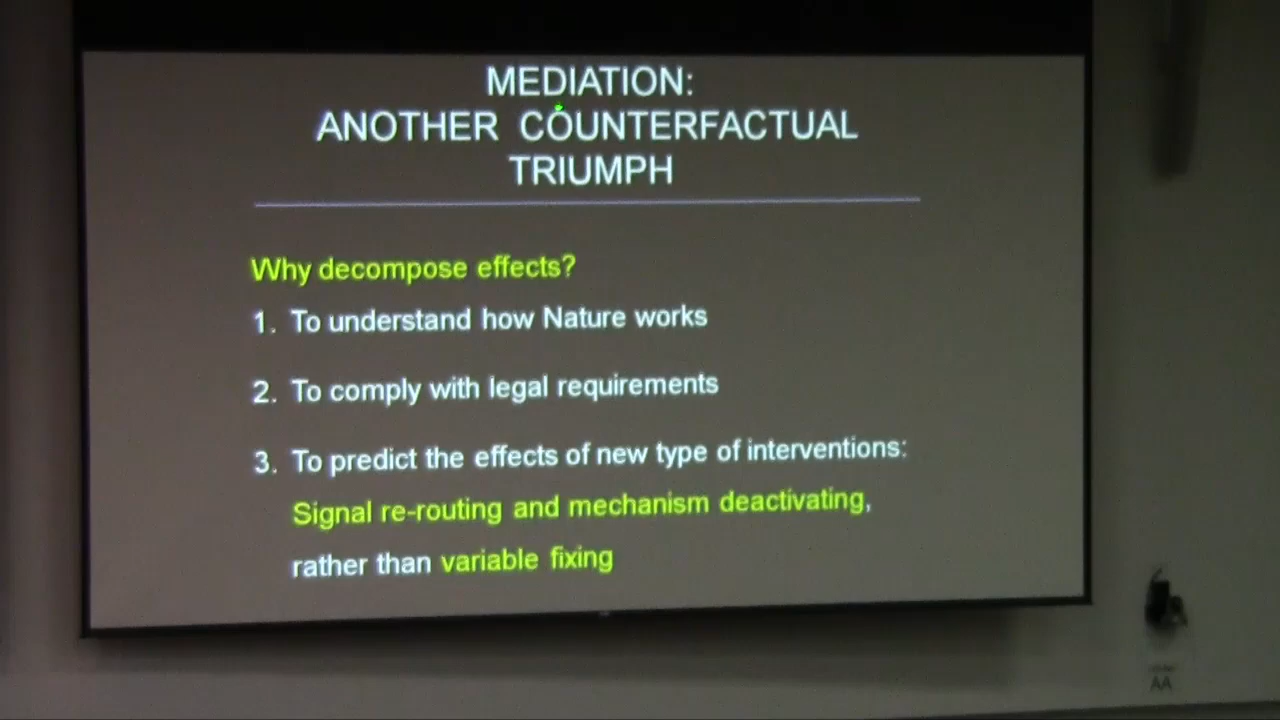 MEDIATION:
ANOTHER COUNTERFACTUAL
TRIUMPH
Why decompose effects?
1. To understand how Nature works
2. To comply with legal requirements
3. To predict the effects of new type of interventions:
Signal re-routing and mechanism deactivating,
rather than variable fixing
AA